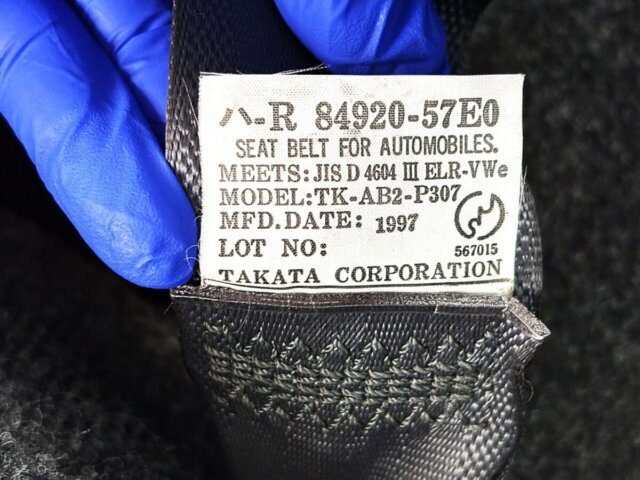 ハ-R 84920-57E0
SEAT BELT FOR AUTOMOBILES.
MEETS: JIS D 4604 III ELR-VWe
MODEL: TK-AB2-P307
MFD. DATE: 1997
LOT NO:
567015
TAKATA CORPORATION